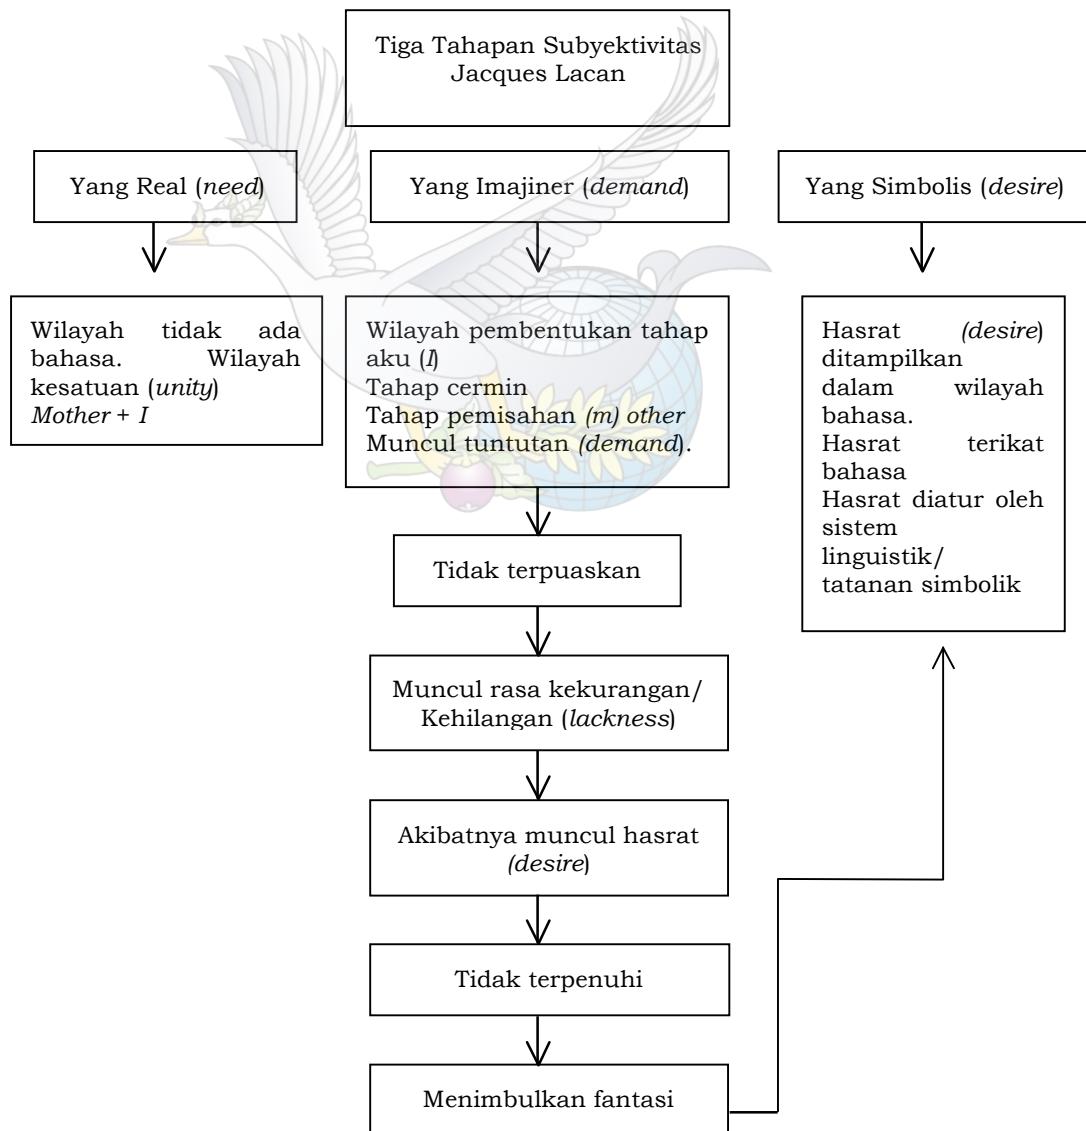 Tiga Tahapan Subyektivitas
Jacques Lacan
Yang Real (need)
Yang Imajiner (demand)
Yang Simbolis (desire)
Wilayah tidak ada
bahasa. Wilayah
kesatuan (unity)
Mother + I
Wilayah pembentukan tahap
aku (I)
Tahap cermin
Tahap pemisahan (m) other
Muncul tuntutan (demand).
Hasrat (desire)
ditampilkan
dalam wilayah
bahasa.
Hasrat terikat
bahasa
Hasrat diatur oleh
sistem
linguistik/
tatanan simbolik
Tidak terpuaskan
Muncul rasa kekurangan/
Kehilangan (lackness)
Akibatnya muncul hasrat
(desire)
Tidak terpenuhi
Menimbulkan fantasi